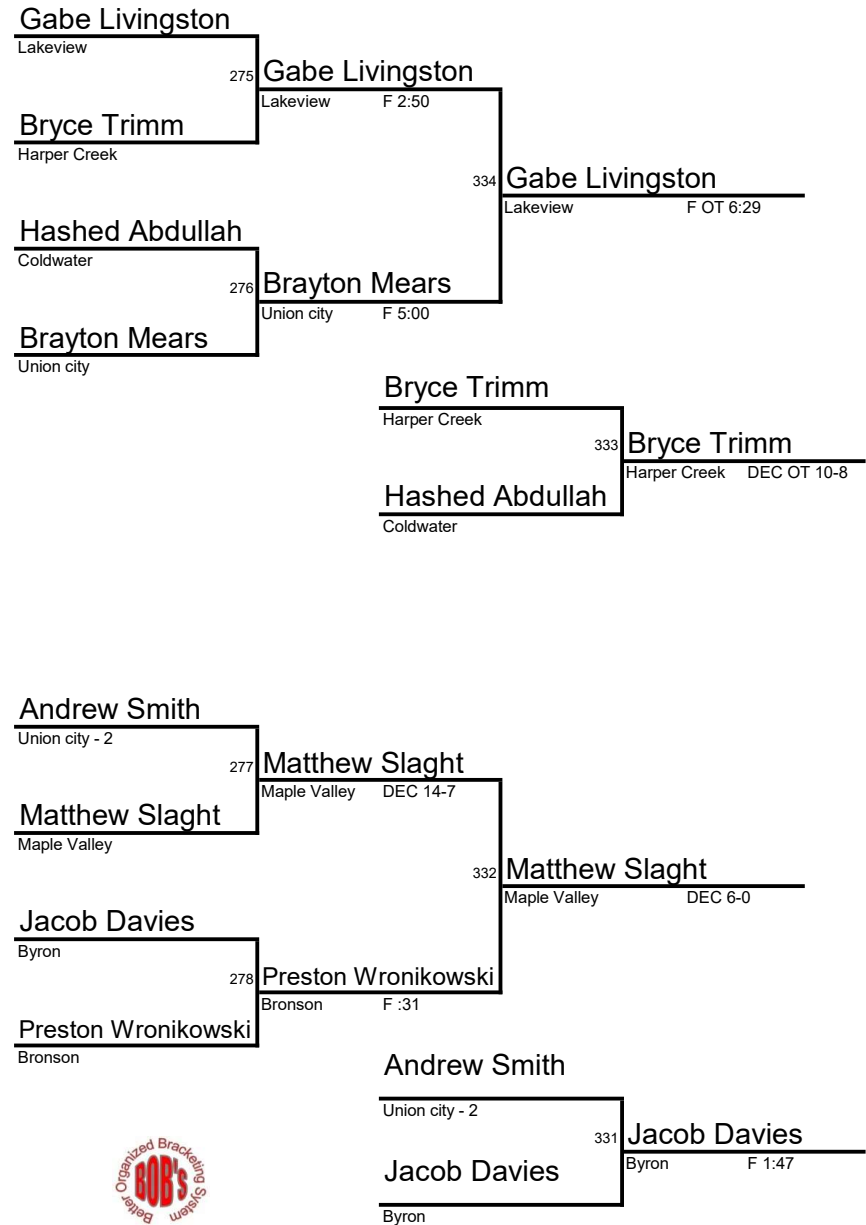 Gabe Livingston
Lakeview
275 Gabe Livingston
Lakeview F 2:50
Bryce Trimm
Harper Creek
334 Gabe Livingston
Lakeview F OT 6:29
Hashed Abdullah
Coldwater
276 Brayton Mears
Union city F 5:00
Brayton Mears
Union city
Bryce Trimm
Harper Creek
333 Bryce Trimm
Harper Creek DEC OT 10-8
Hashed Abdullah
Coldwater
Andrew Smith
Union city - 2
277 Matthew Slaght
Maple Valley DEC 14-7
Matthew Slaght
Maple Valley
332 Matthew Slaght
Maple Valley DEC 6-0
Jacob Davies
Byron
278 Preston Wronikowski
Bronson F :31
Preston Wronikowski
Bronson
Andrew Smith
Union city - 2
331 Jacob Davies
Byron F 1:47
Jacob Davies
Byron
Better Organized Bracketing System
BOB'S